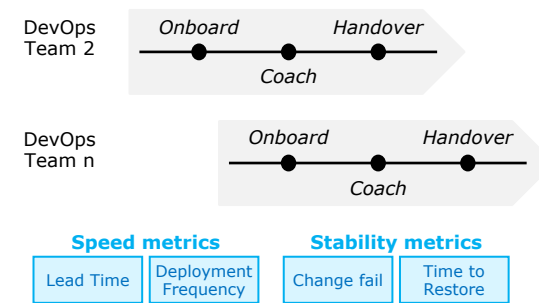 DevOps
Team 2
Onboard
Handover
Coach
DevOps
Team n
Onboard
Handover
Coach
Speed metrics
Stability metrics
Lead Time
Deployment
Frequency
Change fail
Time to
Restore